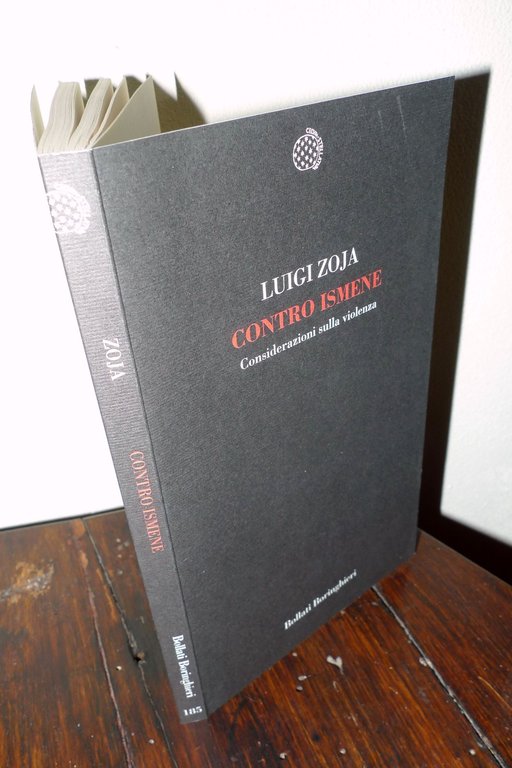 LUIGI ZOJA
CONTRO ISMENE
Considerazioni sulla violenza
Bollati Boringhieri
ZOJA
CONTRO ISMENE
Bollati Boringhieri
185